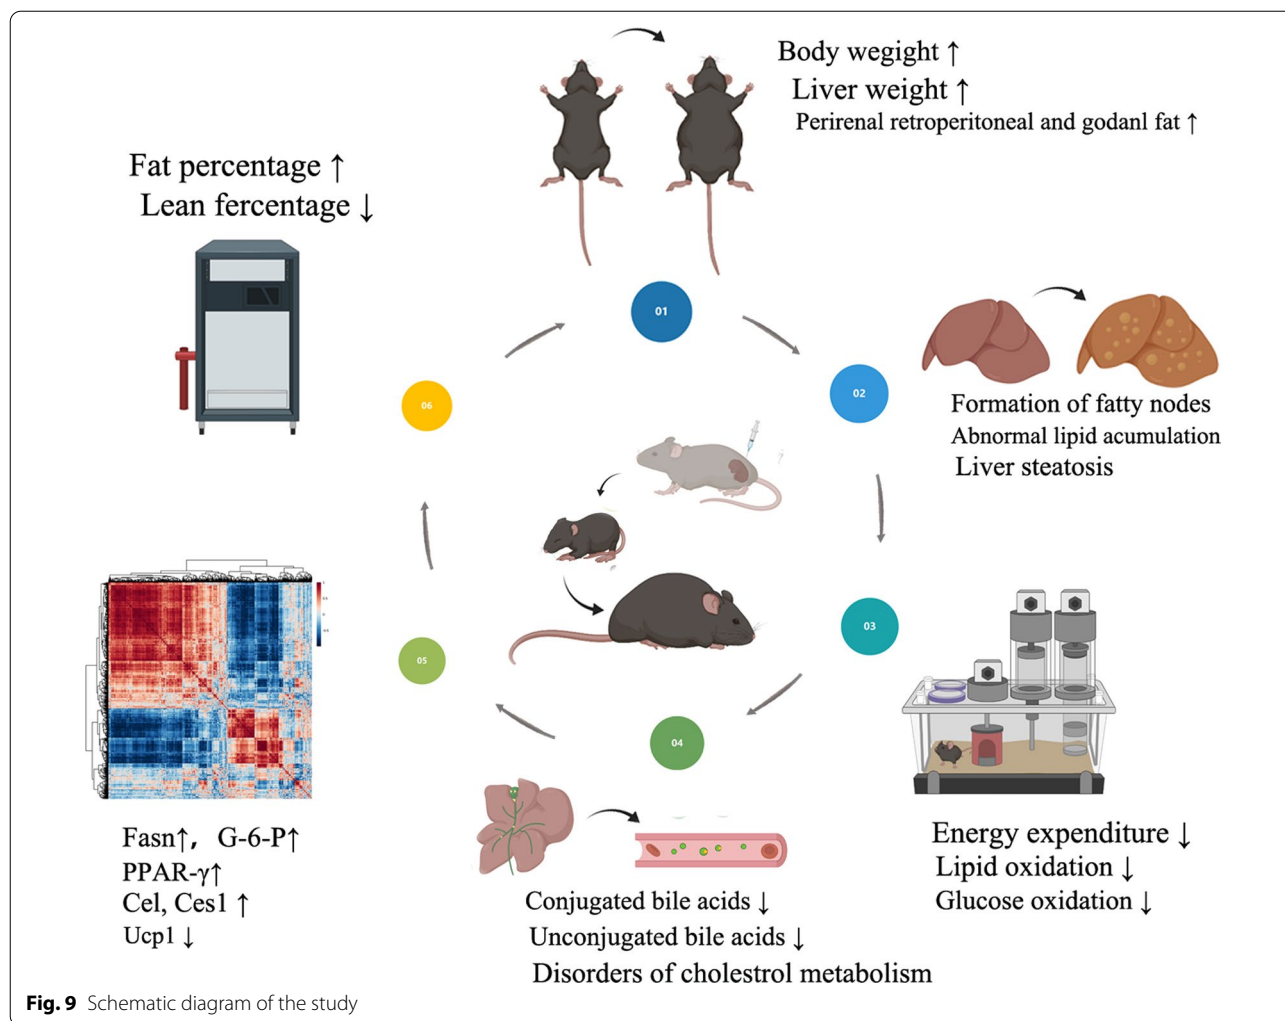 Body wegight ↑
Liver weight ↑
Perirenal retroperitoneal and godanl fat ↑
Fat percentage ↑
Lean fercentage ↓
01
02
Formation of fatty nodes
Abnormal lipid acumulation
Liver steatosis
03
Energy expenditure ↓
Lipid oxidation ↓
Glucose oxidation ↓
04
Conjugated bile acids ↓
Unconjugated bile acids ↓
Disorders of cholestrol metabolism
05
Fasn↑, G-6-P↑
PPAR-γ↑
Cel, Ces1 ↑
Ucp1 ↓
06
Fig. 9 Schematic diagram of the study